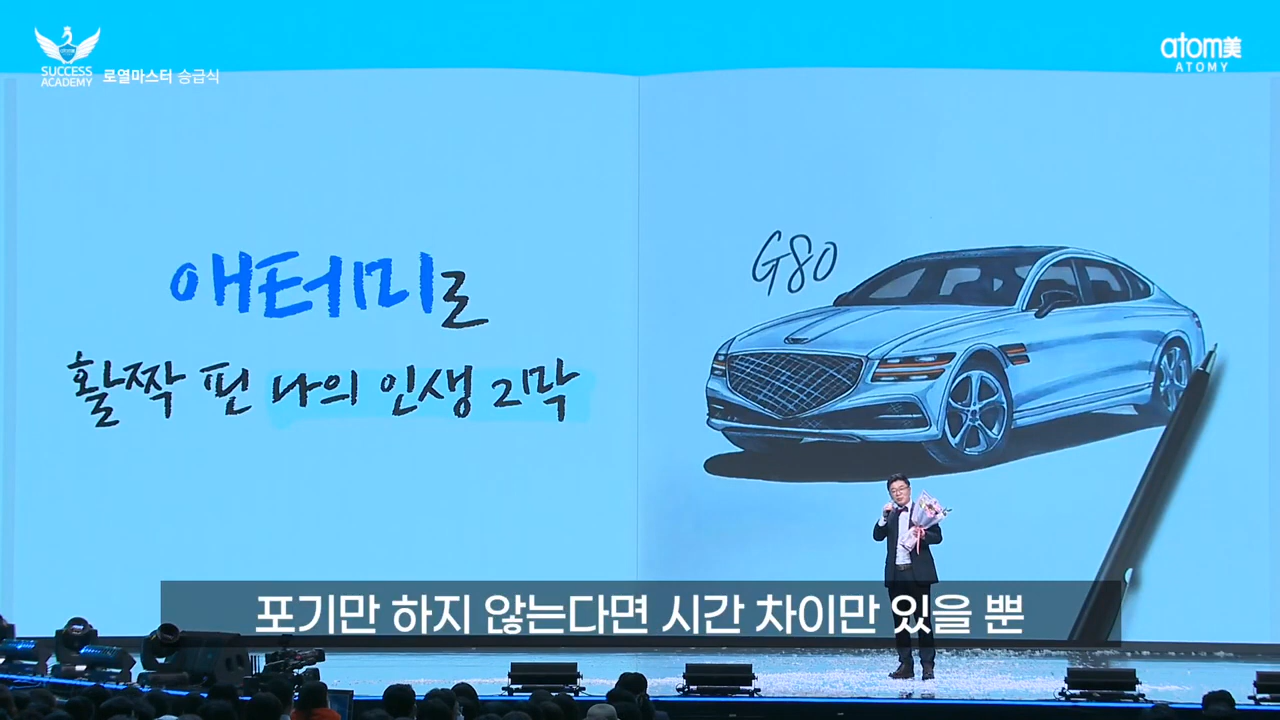 SUCCESS
ACADEMY
로열마스터 승급식
atom美
ATOMY
애터미로
활짝 핀 나의 인생 2막
G80
포기만 하지 않는다면 시간 차이만 있을 뿐